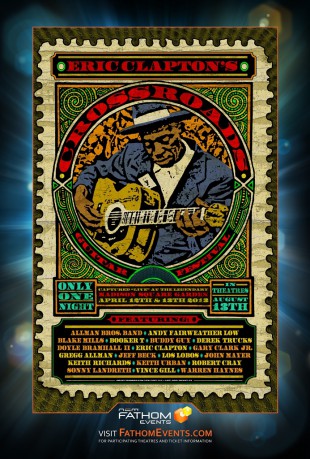 ERIC CLAPTON'S
CROSSROADS
GUITAR FESTIVAL
ONLY
ONE
NIGHT
CAPTURED "LIVE" AT THE LEGENDARY
MADISON SQUARE GARDEN
APRIL 12TH & 13TH 2013
IN
THEATRES
AUGUST
13TH
FEATURING
ALLMAN BROS. BAND • ANDY FAIRWEATHER LOW
BLAKE MILLS • BOOKER T • BUDDY GUY • DEREK TRUCKS
DOYLE BRAMHALL II • ERIC CLAPTON • GARY CLARK JR.
GREGG ALLMAN • JEFF BECK • LOS LOBOS • JOHN MAYER
KEITH RICHARDS • KEITH URBAN • ROBERT CRAY
SONNY LANDRETH • VINCE GILL • WARREN HAYNES
FATHOM
EVENTS
VISIT FATHOMEVENTS.COM
FOR PARTICIPATING THEATRES AND TICKET INFORMATION